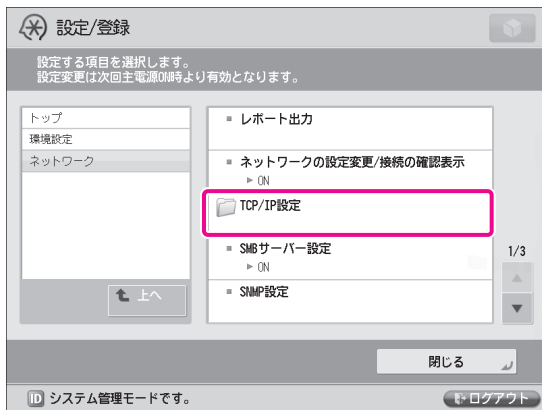 設定/登録
設定する項目を選択します。
設定変更は次回主電源ON時より有効となります。
トップ
環境設定
ネットワーク
上へ
レポート出力
ネットワークの設定変更/接続の確認表示
► ON
TCP/IP設定
SMBサーバー設定
► ON
SNMP設定
1/3
閉じる
ID システム管理モードです。
ログアウト